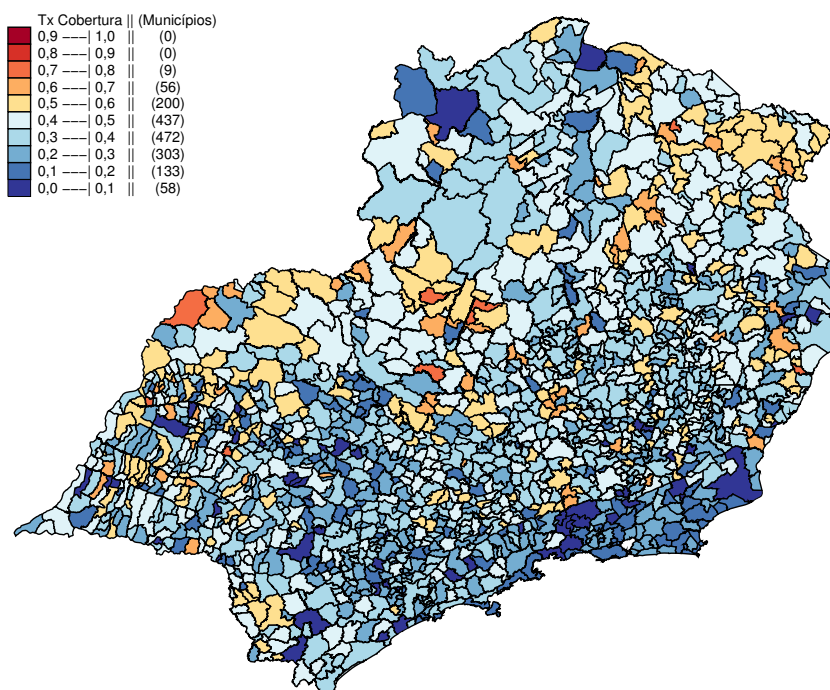 Tx Cobertura || (Municípios)
0,9 −−−| 1,0 || (0)
0,8 −−−| 0,9 || (0)
0,7 −−−| 0,8 || (9)
0,6 −−−| 0,7 || (56)
0,5 −−−| 0,6 || (200)
0,4 −−−| 0,5 || (437)
0,3 −−−| 0,4 || (472)
0,2 −−−| 0,3 || (303)
0,1 −−−| 0,2 || (133)
0,0 −−−| 0,1 || (58)